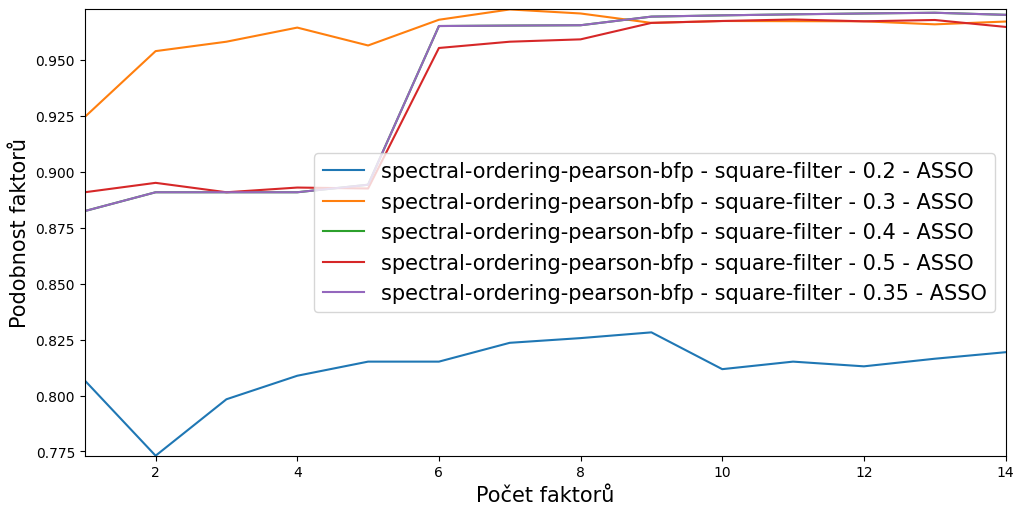 0.950
0.925
0.900
0.875
0.850
0.825
0.800
0.775
Podobnost faktorů
spectral-ordering-pearson-bfp - square-filter - 0.2 - ASSO
spectral-ordering-pearson-bfp - square-filter - 0.3 - ASSO
spectral-ordering-pearson-bfp - square-filter - 0.4 - ASSO
spectral-ordering-pearson-bfp - square-filter - 0.5 - ASSO
spectral-ordering-pearson-bfp - square-filter - 0.35 - ASSO
2 4 6 8 10 12 14
Počet faktorů